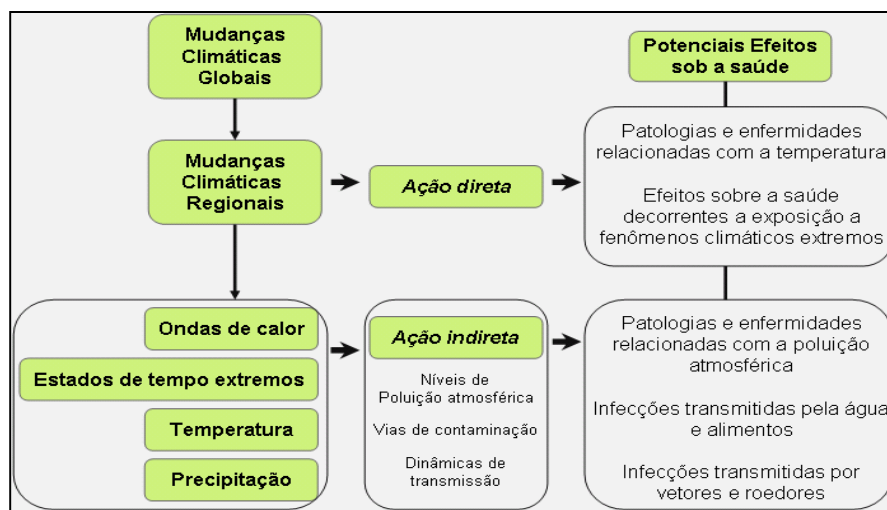 Mudanças
Climáticas
Globais
Potenciais Efeitos
sob a saúde
Mudanças
Climáticas
Regionais
Ação direta
Patologias e enfermidades
relacionadas com a temperatura
Efeitos sobre a saúde
decorrentes a exposição a
fenômenos climáticos extremos
Ondas de calor
Estados de tempo extremos
Temperatura
Precipitação
Ação indireta
Níveis de
Poluição atmosférica
Vias de contaminação
Dinâmicas de
transmissão
Patologias e enfermidades
relacionadas com a poluição
atmosférica
Infecções transmitidas pela água
e alimentos
Infecções transmitidas por
vetores e roedores